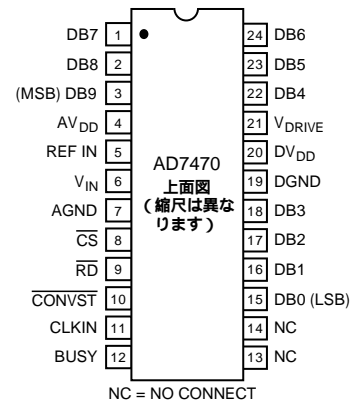 DB7 1 24 DB6
DB8 2 23 DB5
(MSB) DB9 3 22 DB4
AVDD 4 21 VDRIVE
REF IN 5 20 DVDD
VIN 6 19 DGND
AGND 7 18 DB3
CS 8 17 DB2
RD 9 16 DB1
CONVST 10 15 DB0 (LSB)
CLKIN 11 14 NC
BUSY 12 13 NC
AD7470
上面図
(縮尺は異な
ります)
NC = NO CONNECT